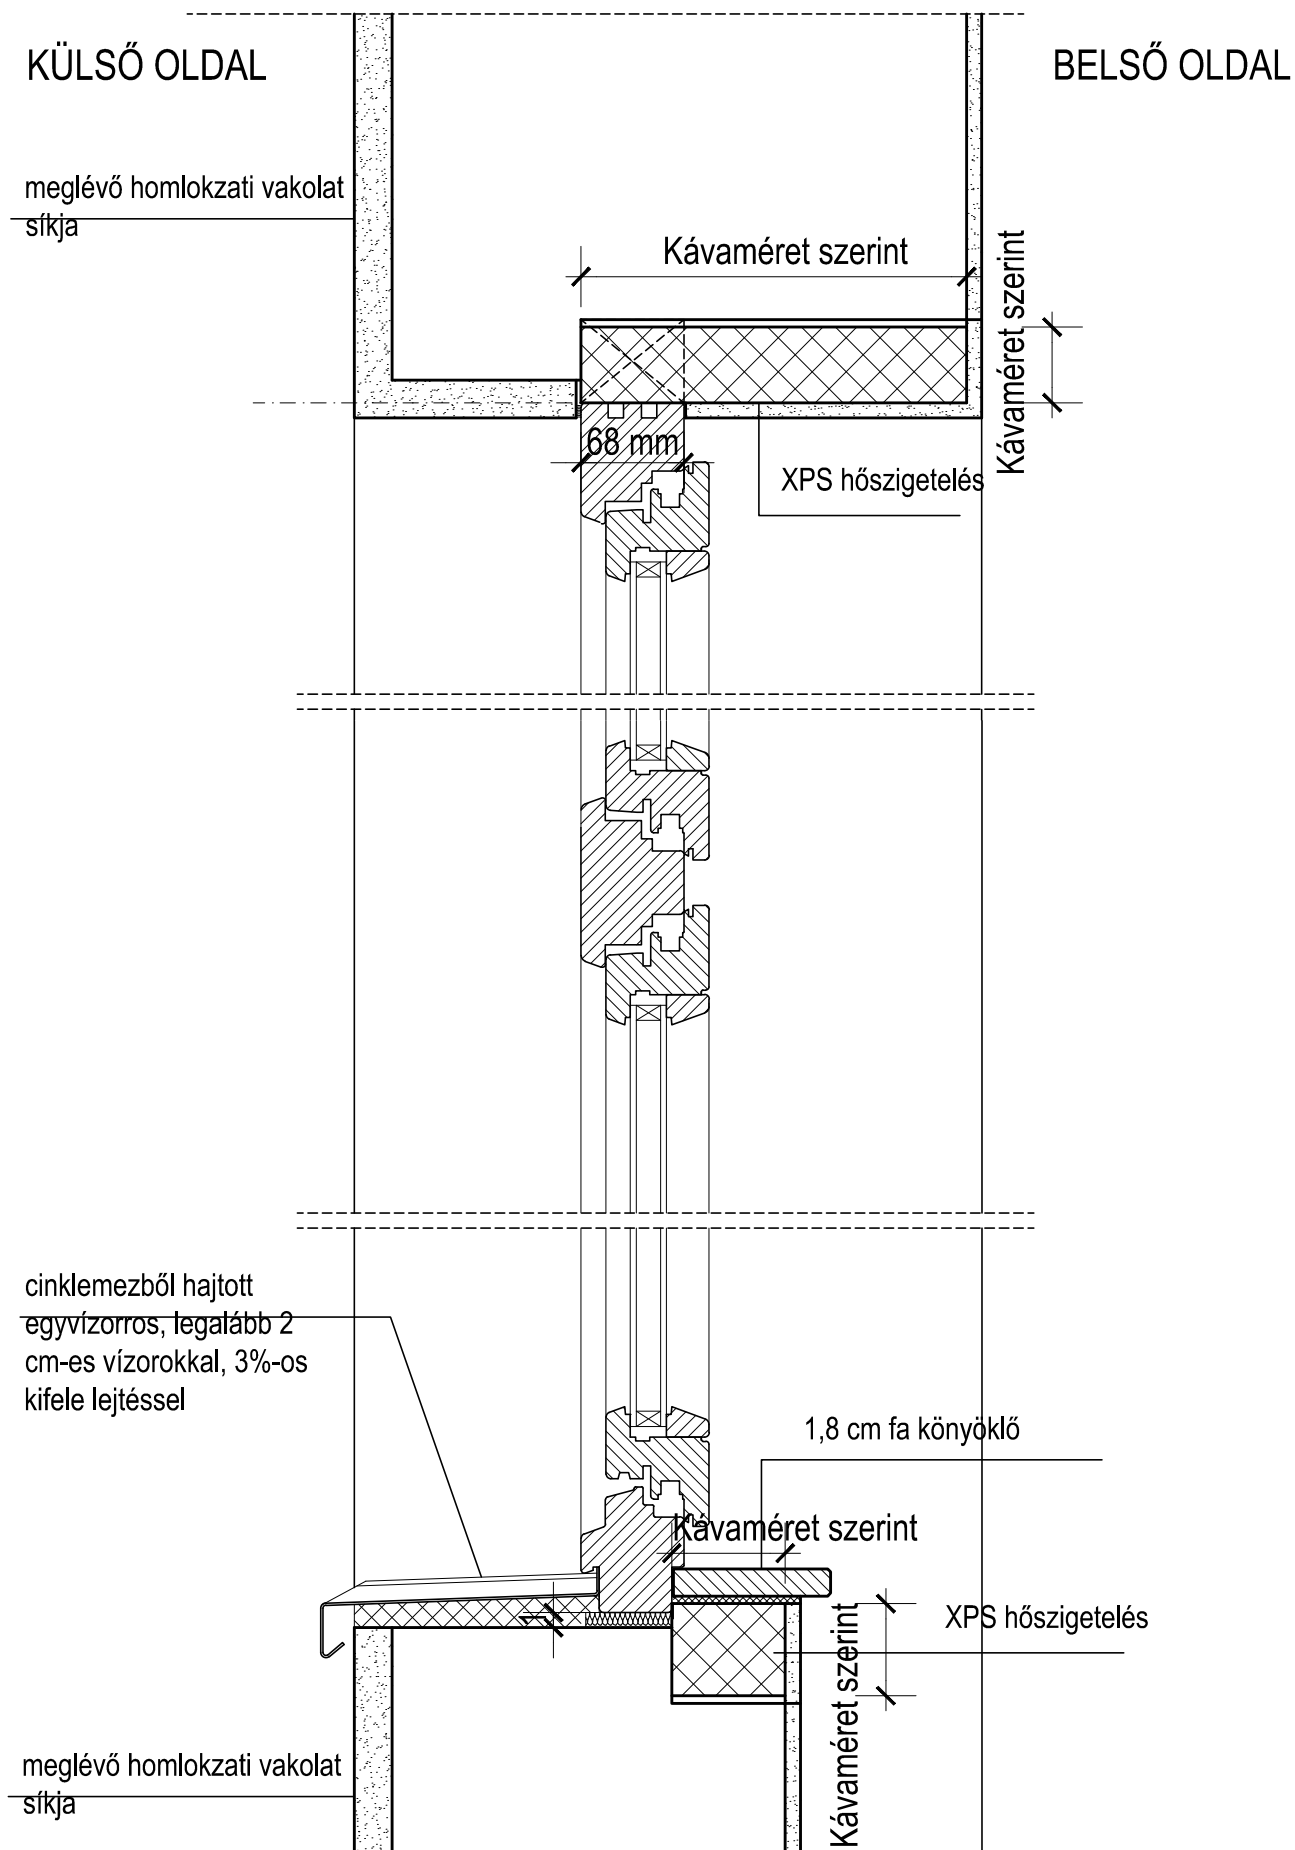 KÜLSŐ OLDAL
BELSŐ OLDAL
meglévő homlokzati vakolat
síkja
Kávaméret szerint
Kávaméret szerint
68 mm
XPS hőszigetelés
cinklemezből hajtott
egyvízorros, legalább 2
cm-es vízorokkal, 3%-os
kifele lejtéssel
1,8 cm fa könyöklő
Kávaméret szerint
1
XPS hőszigetelés
Kávaméret szerint
meglévő homlokzati vakolat
síkja